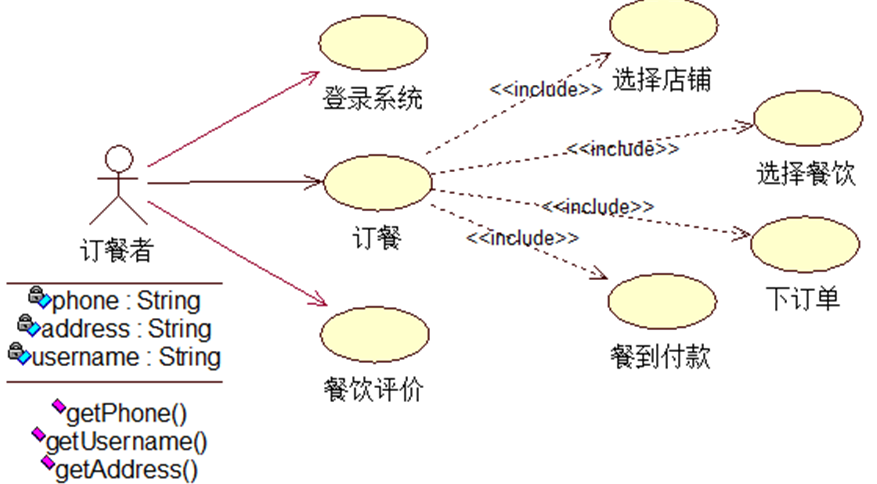 登录系统
<<include>>
选择店铺
<<include>>
选择餐饮
订餐者
订餐
<<include>>
<<include>>
下订单
餐到付款
餐饮评价
phone : String
address : String
username : String
getPhone()
getUsername()
getAddress()